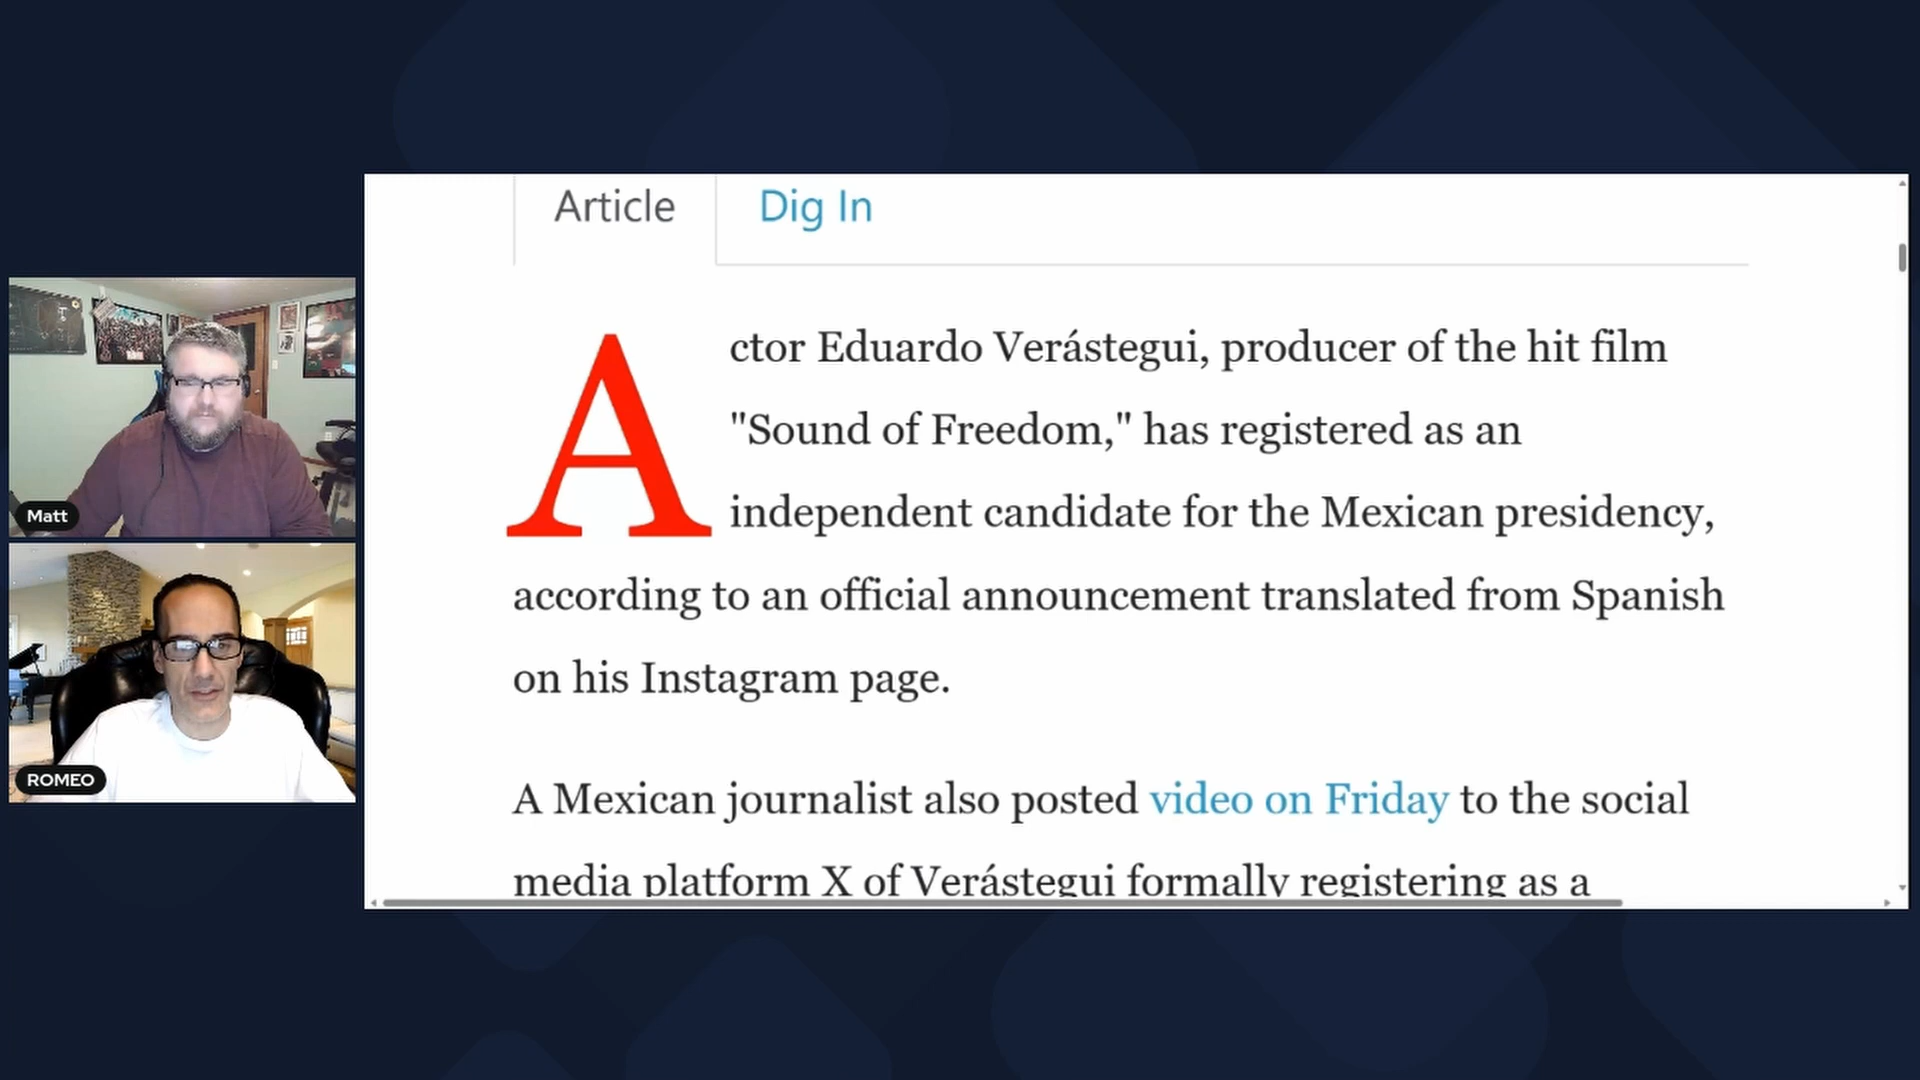 Article
Dig In
Actor Eduardo Verástegui, producer of the hit film
"Sound of Freedom," has registered as an
independent candidate for the Mexican presidency,
according to an official announcement translated from Spanish
on his Instagram page.
A Mexican journalist also posted video on Friday to the social
media platform X of Verástegui formally registering as a
Matt
ROMEO